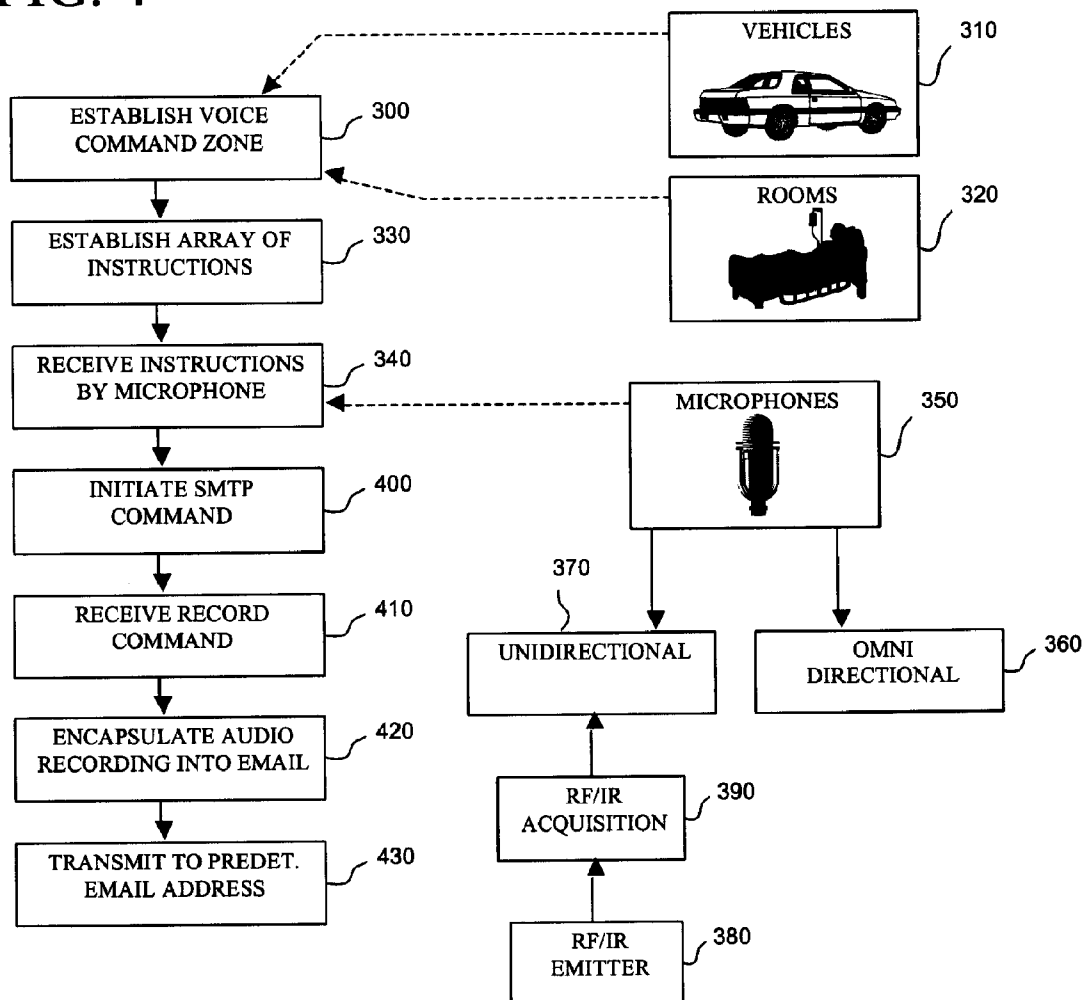 FIG. 4
VEHICLES
310
ESTABLISH VOICE
COMMAND ZONE
300
ROOMS
320
ESTABLISH ARRAY OF
INSTRUCTIONS
330
RECEIVE INSTRUCTIONS
BY MICROPHONE
340
MICROPHONES
350
INITIATE SMTP
COMMAND
400
RECEIVE RECORD
COMMAND
410
370
UNIDIRECTIONAL
OMNI
DIRECTIONAL
360
ENCAPSULATE AUDIO
RECORDING INTO EMAIL
420
RF/IR
ACQUISITION
390
TRANSMIT TO PREDET.
EMAIL ADDRESS
430
RF/IR
EMITTER
380